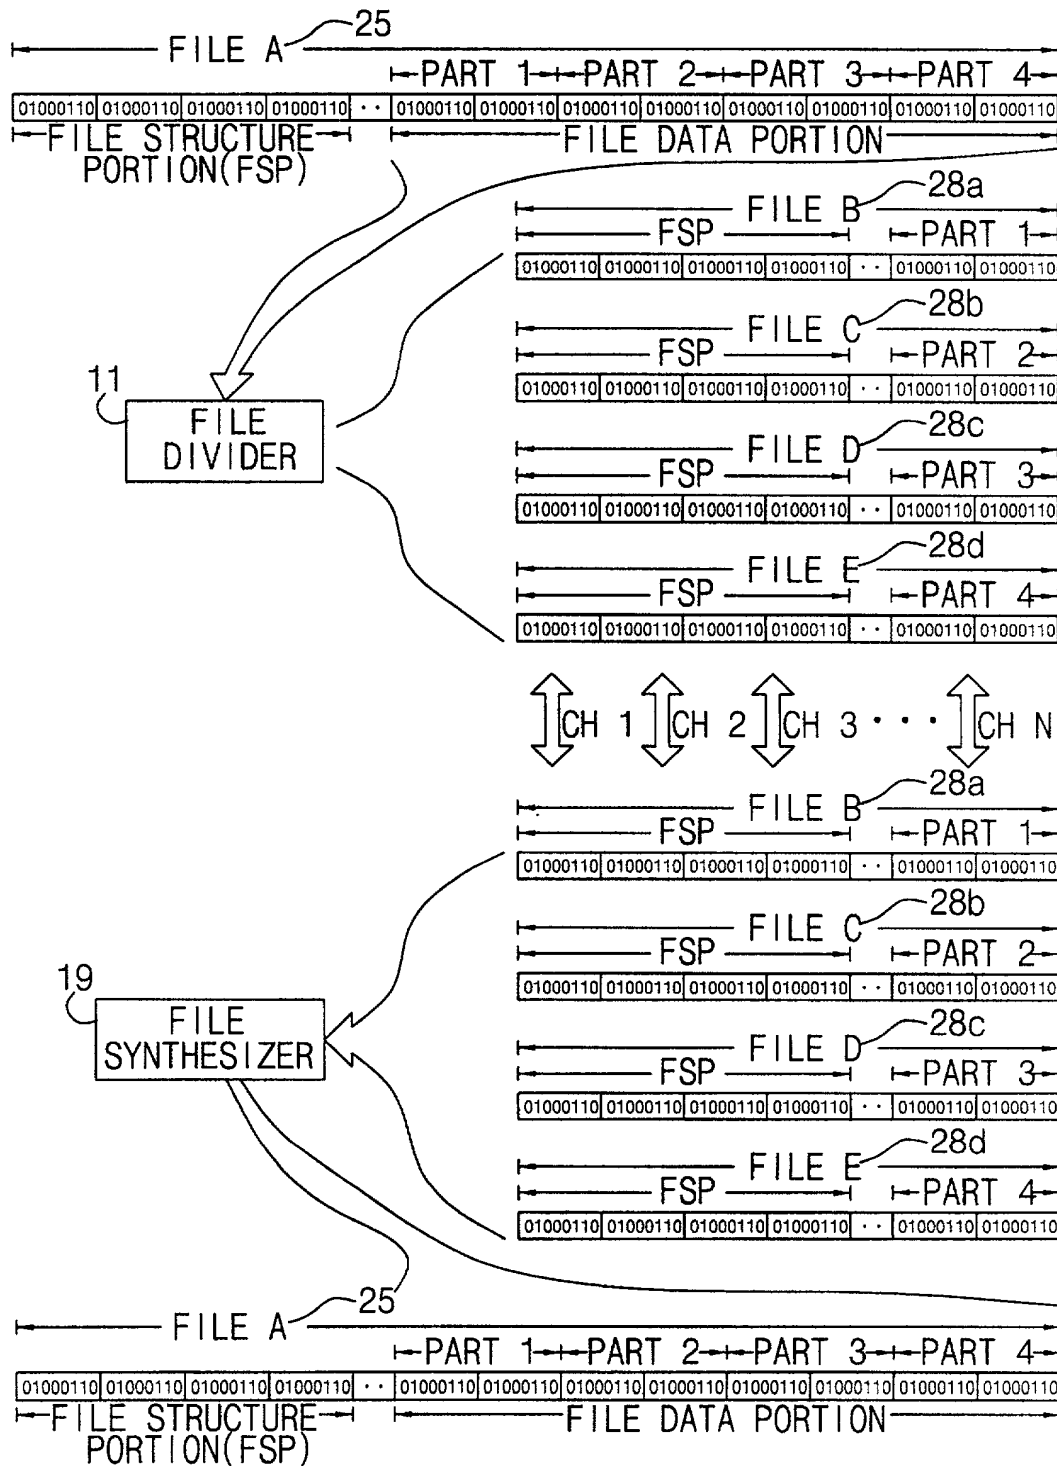 FILE A 25
PART 1 PART 2 PART 3 PART 4
01000110 01000110 01000110 01000110 ·· 01000110 01000110 01000110 01000110 01000110 01000110 01000110 01000110
FILE STRUCTURE PORTION(FSP) FILE DATA PORTION
FILE B 28a
FSP PART 1
01000110 01000110 01000110 01000110 ·· 01000110 01000110
FILE C 28b
FSP PART 2
01000110 01000110 01000110 01000110 ·· 01000110 01000110
11
FILE DIVIDER
FILE D 28c
FSP PART 3
01000110 01000110 01000110 01000110 ·· 01000110 01000110
FILE E 28d
FSP PART 4
01000110 01000110 01000110 01000110 ·· 01000110 01000110
CH 1 CH 2 CH 3 ··· CH N
FILE B 28a
FSP PART 1
01000110 01000110 01000110 01000110 ·· 01000110 01000110
FILE C 28b
FSP PART 2
01000110 01000110 01000110 01000110 ·· 01000110 01000110
19
FILE SYNTHESIZER
FILE D 28c
FSP PART 3
01000110 01000110 01000110 01000110 ·· 01000110 01000110
FILE E 28d
FSP PART 4
01000110 01000110 01000110 01000110 ·· 01000110 01000110
FILE A 25
PART 1 PART 2 PART 3 PART 4
01000110 01000110 01000110 01000110 ·· 01000110 01000110 01000110 01000110 01000110 01000110 01000110 01000110
FILE STRUCTURE PORTION(FSP) FILE DATA PORTION